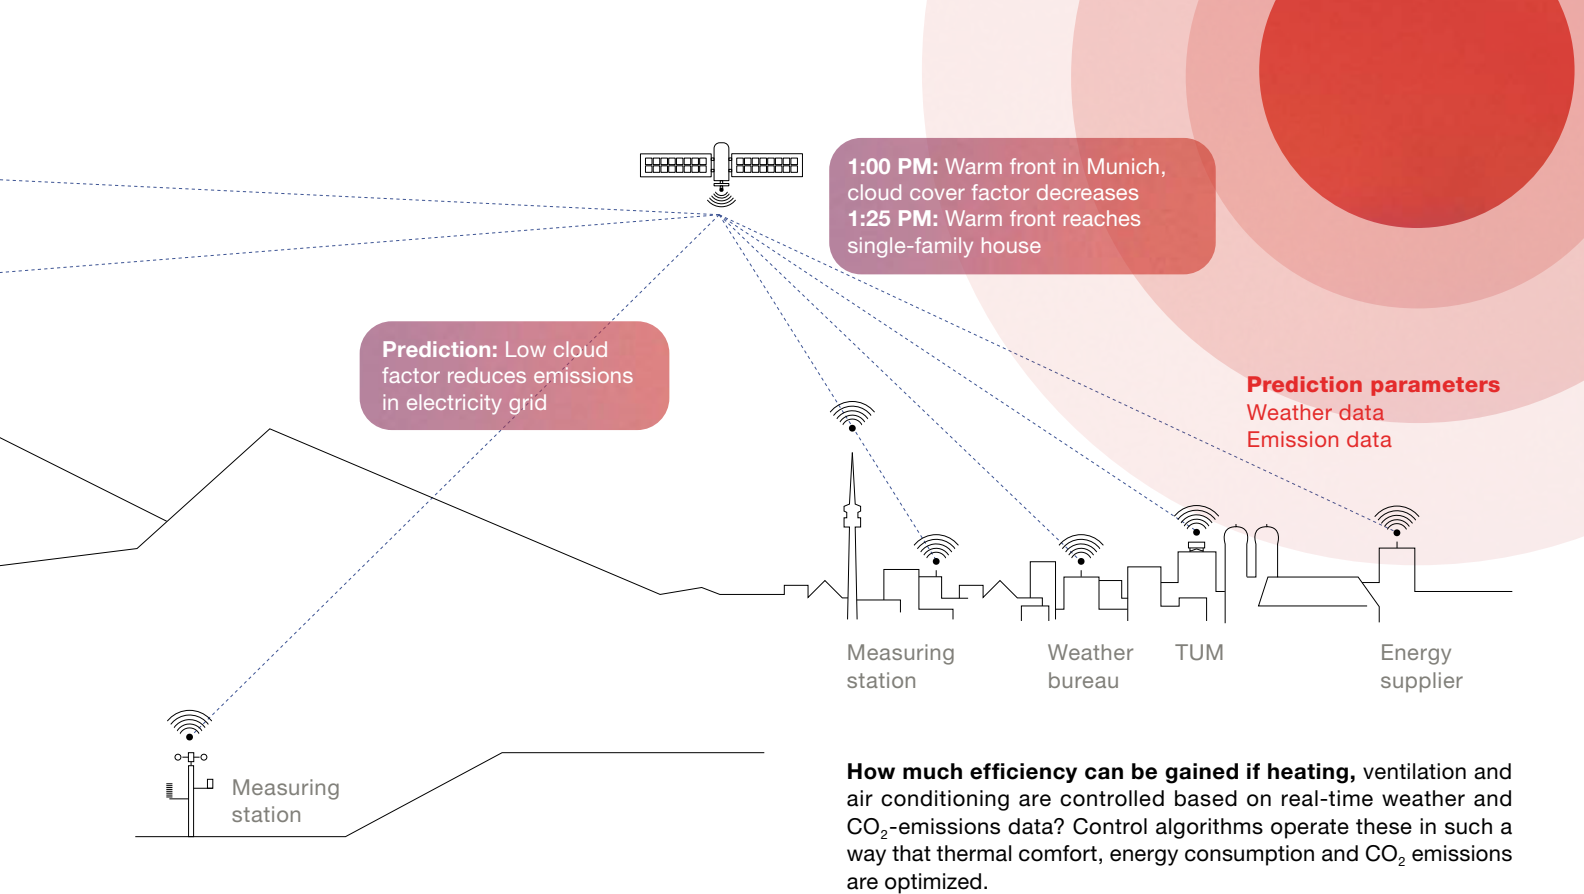 1:00 PM: Warm front in Munich,
cloud cover factor decreases
1:25 PM: Warm front reaches
single-family house
Prediction: Low cloud
factor reduces emissions
in electricity grid
Prediction parameters
Weather data
Emission data
Measuring
station
Weather
bureau
TUM
Energy
supplier
Measuring
station
How much efficiency can be gained if heating, ventilation and
air conditioning are controlled based on real-time weather and
CO₂-emissions data? Control algorithms operate these in such a
way that thermal comfort, energy consumption and CO₂ emissions
are optimized.